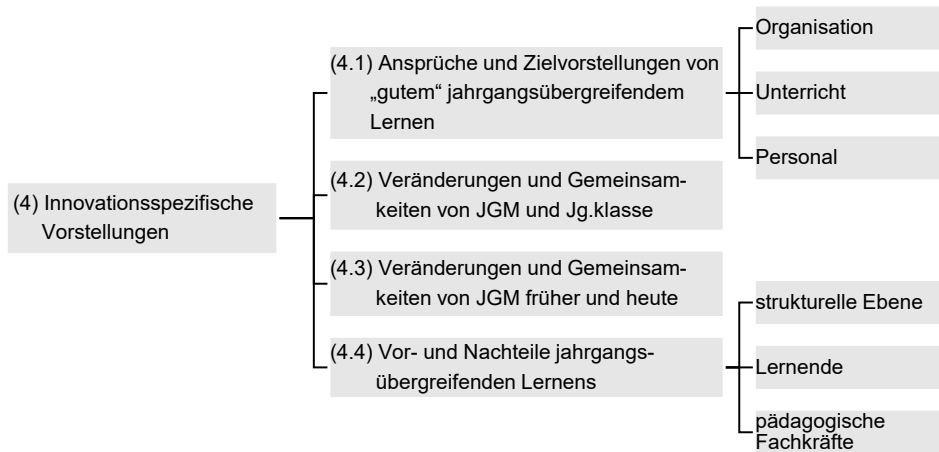 (4) Innovationsspezifische
Vorstellungen
(4.1) Ansprüche und Zielvorstellungen von
„gutem“ jahrgangsübergreifendem
Lernen
Organisation
Unterricht
Personal
(4.2) Veränderungen und Gemeinsam-
keiten von JGM und Jg.klasse
(4.3) Veränderungen und Gemeinsam-
keiten von JGM früher und heute
(4.4) Vor- und Nachteile jahrgangs-
übergreifenden Lernens
strukturelle Ebene
Lernende
pädagogische
Fachkräfte